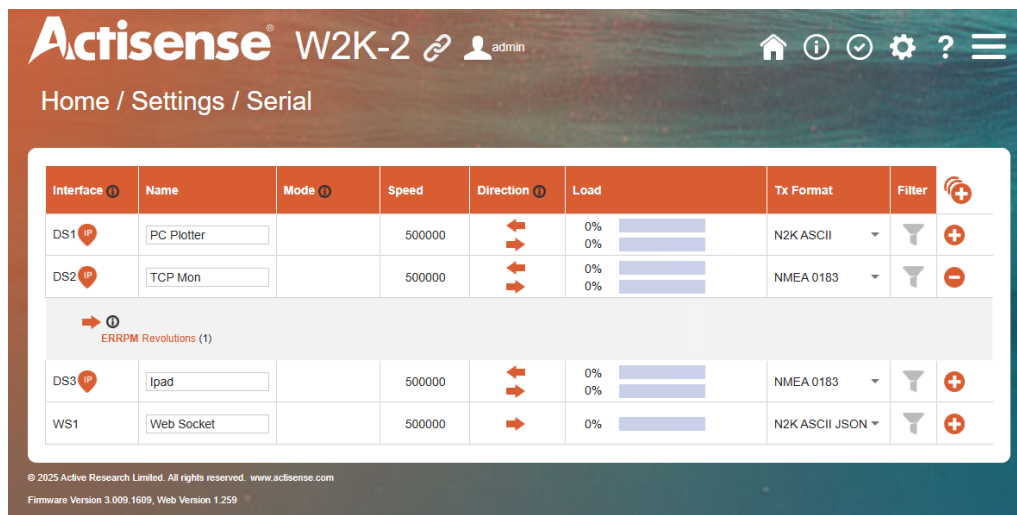 Actisense® W2K-2 admin ?
Home / Settings / Serial
Interface Name Mode Speed Direction Load Tx Format Filter
DS1 IP PC Plotter 500000 0% N2K ASCII
0%
DS2 IP TCP Mon 500000 0% NMEA 0183
0%
ERRPM Revolutions (1)
DS3 IP Ipad 500000 0% NMEA 0183
0%
WS1 Web Socket 500000 0% N2K ASCII JSON
© 2025 Active Research Limited. All rights reserved. www.actisense.com
Firmware Version 3.009.1609, Web Version 1.259